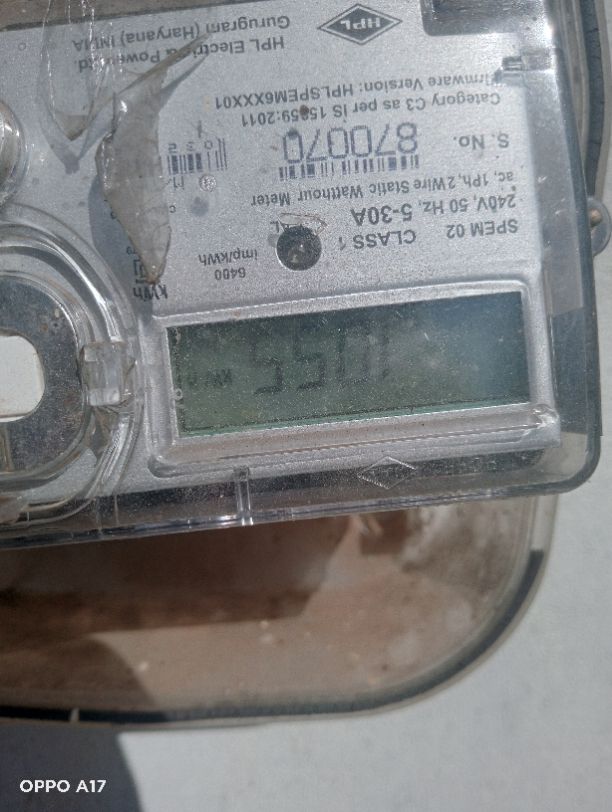 1055
kWh
6400
imp/kWh
SPEM 02 CLASS 1
240V, 50 Hz, 5-30A
ac, 1Ph, 2 Wire Static Watthour Meter
S. No. 870070
Category C3 as per IS 15959:2011
Firmware Version: HPLSPEM6XXX01
HPL Electric & Power Ltd
Gurugram (Haryana) INDIA
HPL
OPPO A17